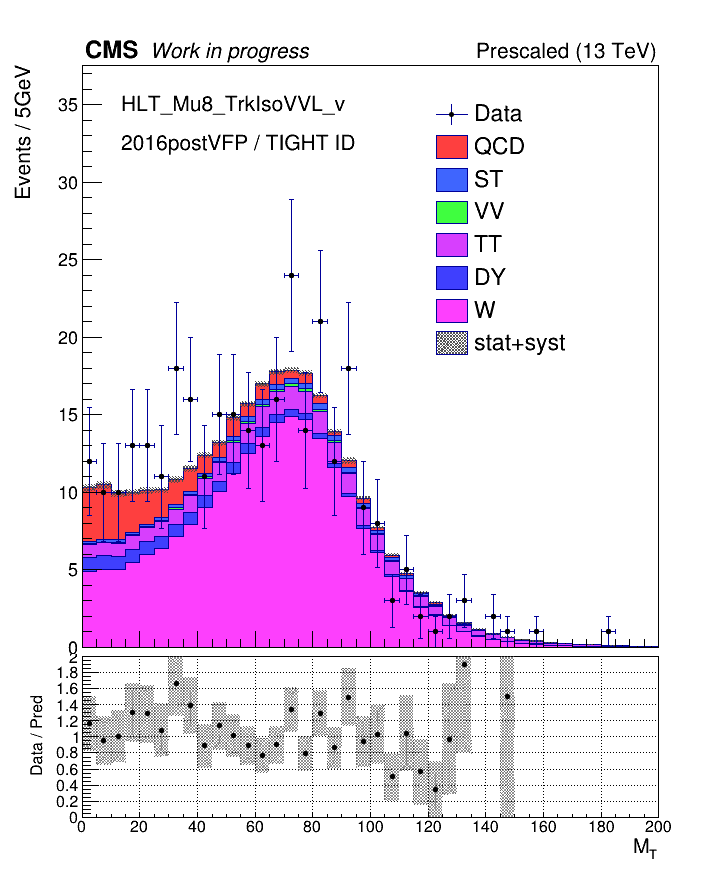 CMS Work in progress Prescaled (13 TeV)
Events / 5GeV
HLT_Mu8_TrkIsoVVL_v
2016postVFP / TIGHT ID
Data
QCD
ST
VV
TT
DY
W
stat+syst
35
30
25
20
15
10
5
0
Data / Pred
2
1.8
1.6
1.4
1.2
1
0.8
0.6
0.4
0.2
0
0 20 40 60 80 100 120 140 160 180 200
M_T